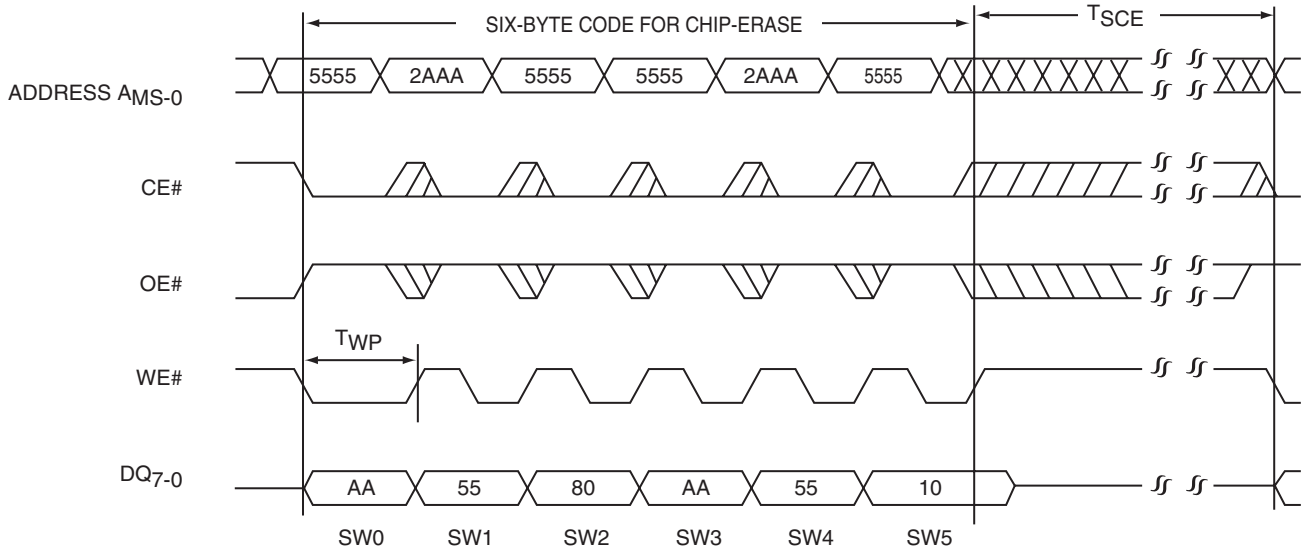 SIX-BYTE CODE FOR CHIP-ERASE TSCE
ADDRESS AMS-0 5555 2AAA 5555 5555 2AAA 5555
CE#
OE#
TWP
WE#
DQ7-0 AA 55 80 AA 55 10
SW0 SW1 SW2 SW3 SW4 SW5